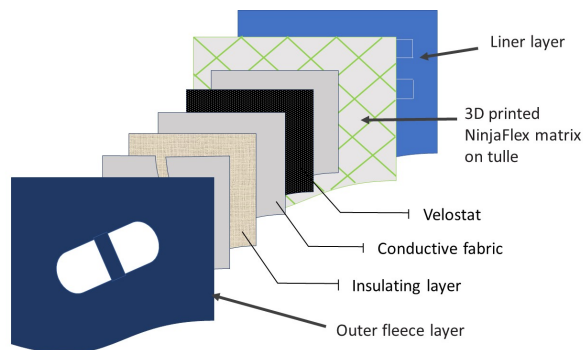 Liner layer
3D printed
NinjaFlex matrix
on tulle
Velostat
Conductive fabric
Insulating layer
Outer fleece layer